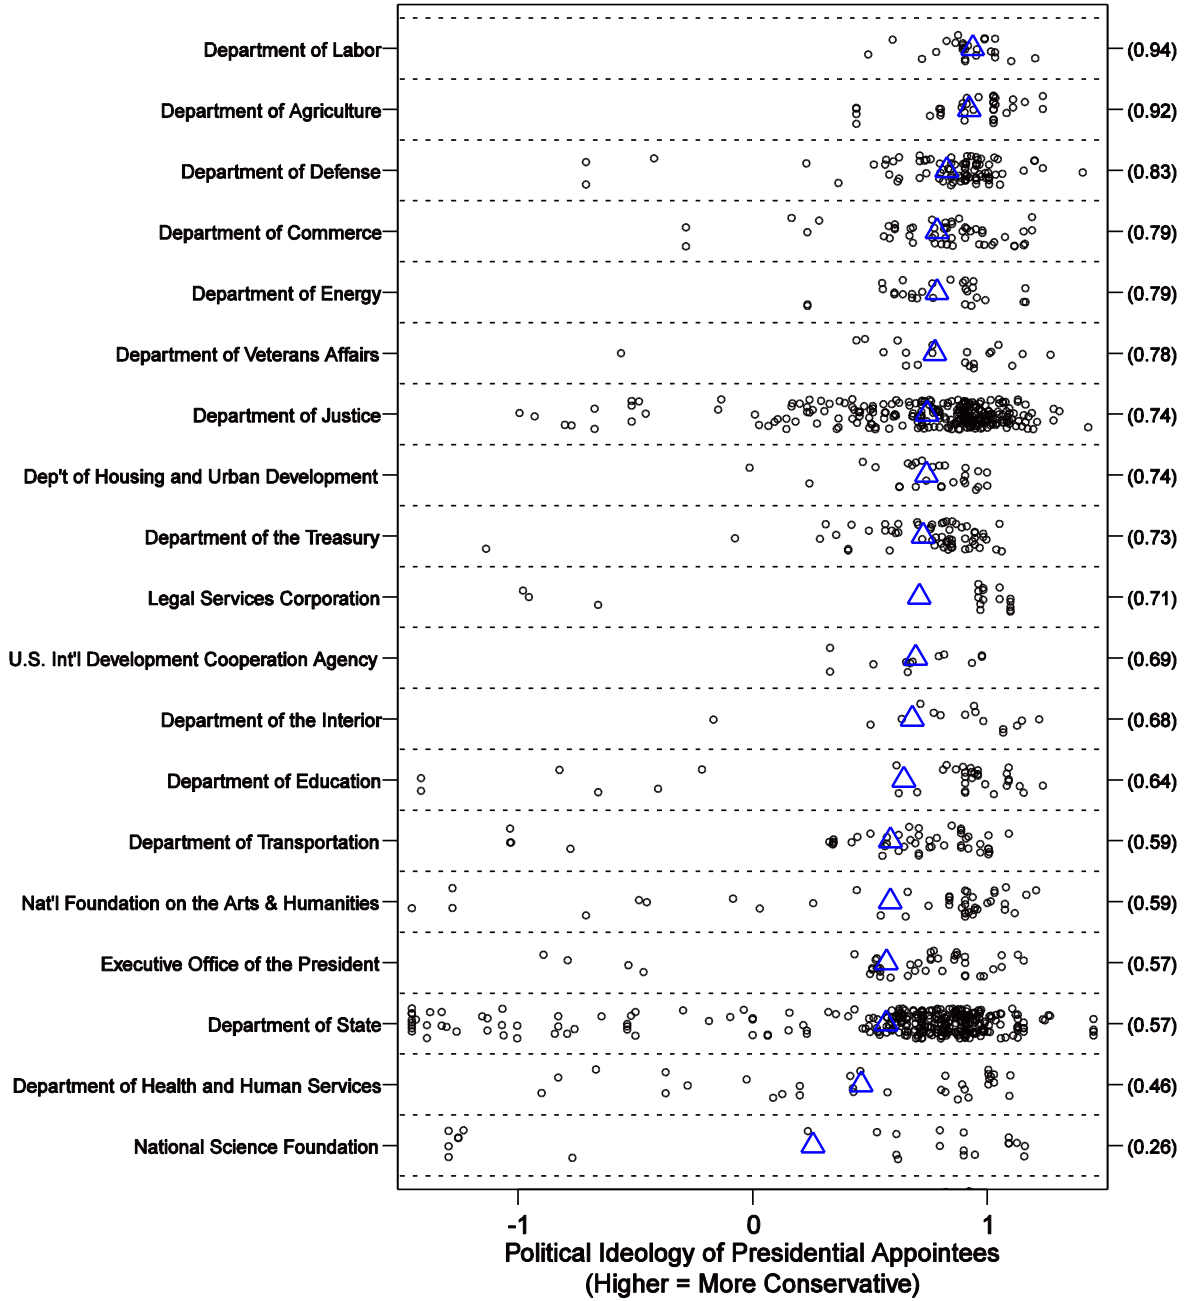 Department of Labor (0.94)
Department of Agriculture (0.92)
Department of Defense (0.83)
Department of Commerce (0.79)
Department of Energy (0.79)
Department of Veterans Affairs (0.78)
Department of Justice (0.74)
Dep't of Housing and Urban Development (0.74)
Department of the Treasury (0.73)
Legal Services Corporation (0.71)
U.S. Int'l Development Cooperation Agency (0.69)
Department of the Interior (0.68)
Department of Education (0.64)
Department of Transportation (0.59)
Nat'l Foundation on the Arts & Humanities (0.59)
Executive Office of the President (0.57)
Department of State (0.57)
Department of Health and Human Services (0.46)
National Science Foundation (0.26)
-1 0 1
Political Ideology of Presidential Appointees
(Higher = More Conservative)